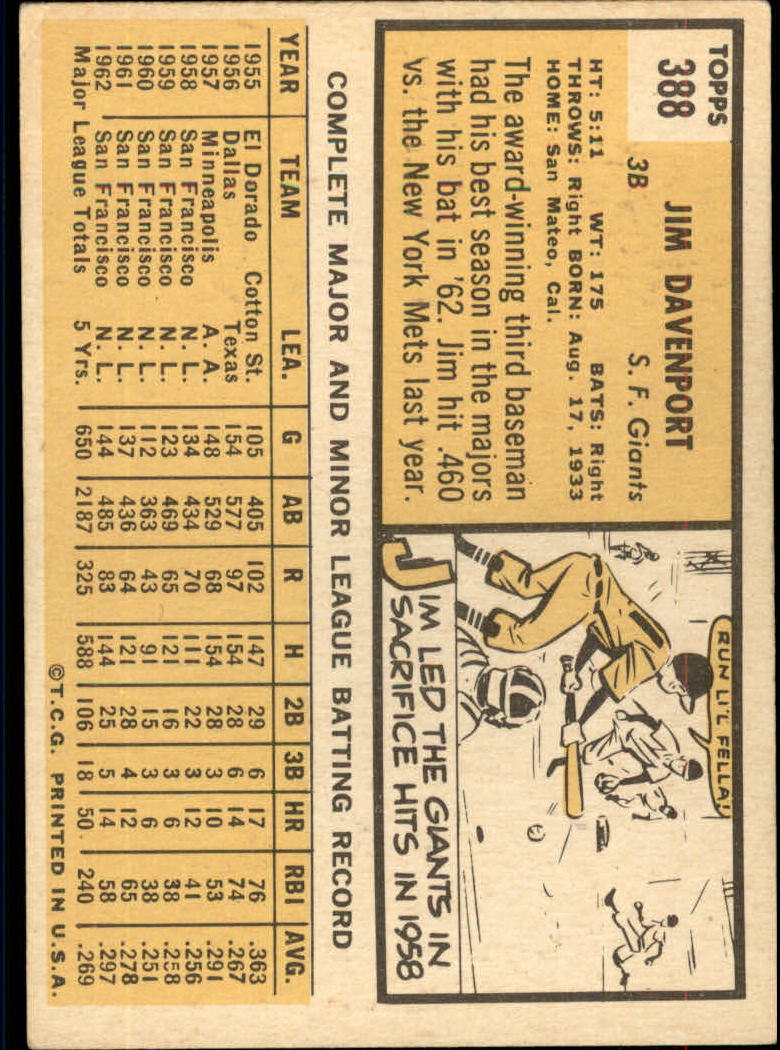 TOPPS
388
JIM DAVENPORT
3B S. F. Giants
HT: 5:11 WT: 175 BATS: Right
THROWS: Right BORN: Aug. 17, 1933
HOME: San Mateo, Cal.
The award-winning third baseman
had his best season in the majors
with his bat in '62. Jim hit .460
vs. the New York Mets last year.
RUN LI'L FELLA!
JIM LED THE GIANTS IN
SACRIFICE HITS IN 1958
COMPLETE MAJOR AND MINOR LEAGUE BATTING RECORD
YEAR TEAM LEA. G AB R H 2B 3B HR RBI AVG.
1955 El Dorado Cotton St. 105 405 102 147 29 6 17 76 .363
1956 Dallas Texas 154 577 97 154 28 6 14 74 .267
1957 Minneapolis A. A. 148 529 68 154 28 3 10 53 .291
1958 San Francisco N. L. 134 434 70 111 22 3 12 41 .256
1959 San Francisco N. L. 123 469 65 121 16 3 6 38 .258
1960 San Francisco N. L. 112 363 43 91 15 3 6 38 .251
1961 San Francisco N. L. 137 436 64 121 28 4 12 65 .278
1962 San Francisco N. L. 144 485 83 144 25 5 14 58 .297
Major League Totals 5 Yrs. 650 2187 325 588 106 18 50 240 .269
©T.C.G. PRINTED IN U.S.A.